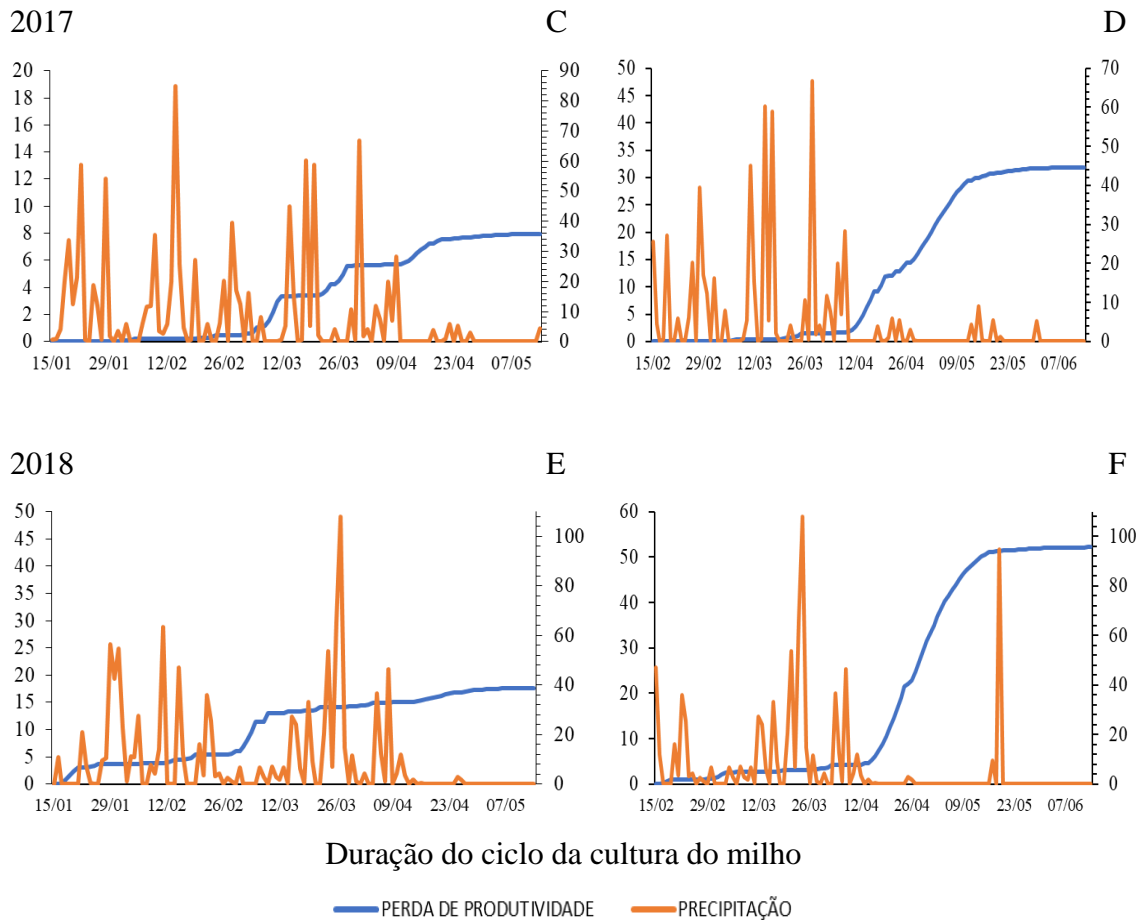 2017 C D
20 18 16 14 12 10 8 6 4 2 0
90 80 70 60 50 40 30 20 10 0
15/01 29/01 12/02 26/02 12/03 26/03 09/04 23/04 07/05
50 45 40 35 30 25 20 15 10 5 0
70 60 50 40 30 20 10 0
15/02 29/02 12/03 26/03 12/04 26/04 09/05 23/05 07/06
2018 E F
50 45 40 35 30 25 20 15 10 5 0
100 80 60 40 20 0
15/01 29/01 12/02 26/02 12/03 26/03 09/04 23/04 07/05
60 50 40 30 20 10 0
100 80 60 40 20 0
15/02 29/02 12/03 26/03 12/04 26/04 09/05 23/05 07/06
Duração do ciclo da cultura do milho
PERDA DE PRODUTIVIDADE PRECIPITAÇÃO